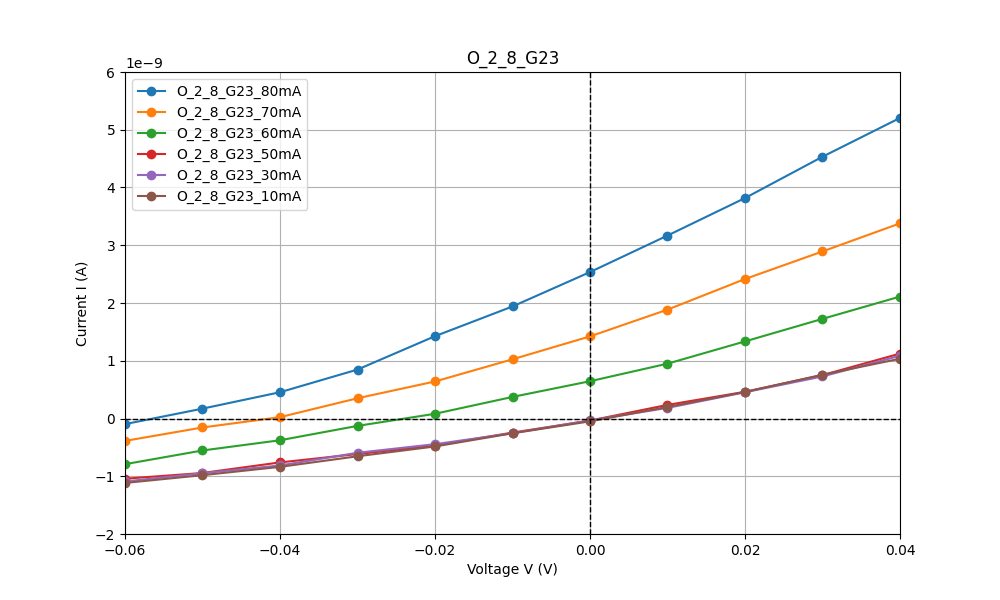 O_2_8_G23
1e−9
6
5
4
3
2
1
0
−1
−2
O_2_8_G23_80mA
O_2_8_G23_70mA
O_2_8_G23_60mA
O_2_8_G23_50mA
O_2_8_G23_30mA
O_2_8_G23_10mA
Current I (A)
−0.06 −0.04 −0.02 0.00 0.02 0.04
Voltage V (V)